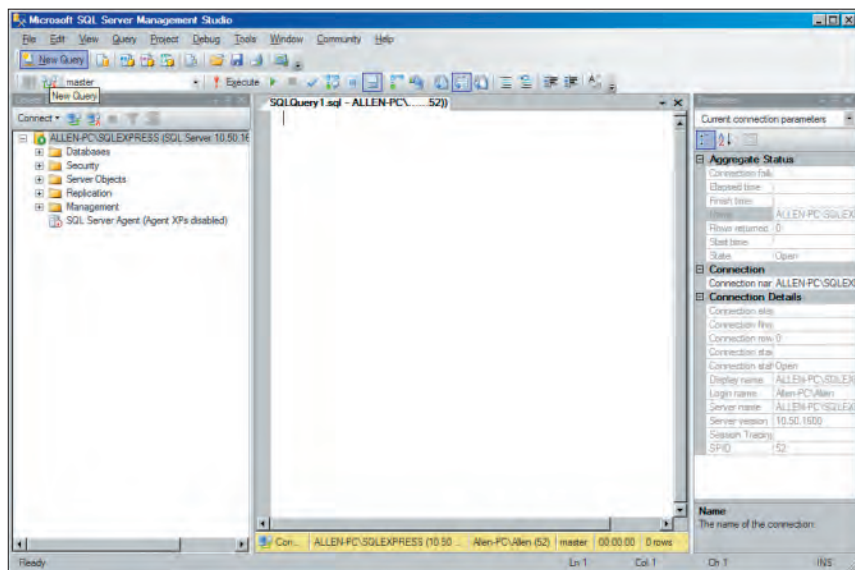 Microsoft SQL Server Management Studio
File Edit View Query Project Debug Tools Window Community Help
New Query
master
Execute
New Query
SQLQuery1.sql - ALLEN-PC\......52))
Connect
Current connection parameters
ALLEN-PC\SQLEXPRESS (SQL Server 10.50.16
Databases
Security
Server Objects
Replication
Management
SQL Server Agent (Agent XPs disabled)
Aggregate Status
Connection failu
Elapsed time
Finish time
Name ALLEN-PC\SQLEX
Rows returned 0
Start time
State Open
Connection
Connection nar ALLEN-PC\SQLEX
Connection Details
Connection elap
Connection finis
Connection row 0
Connection star
Connection stat Open
Display name ALLEN-PC\SQLEX
Login name Allen-PC\Allen
Server name ALLEN-PC\SQLEX
Server version 10.50.1600
Session Tracing
SPID 52
Name
The name of the connection.
Con... ALLEN-PC\SQLEXPRESS (10.50 ... Allen-PC\Allen (52) master 00:00:00 0 rows
Ready Ln 1 Col 1 Ch 1 INS